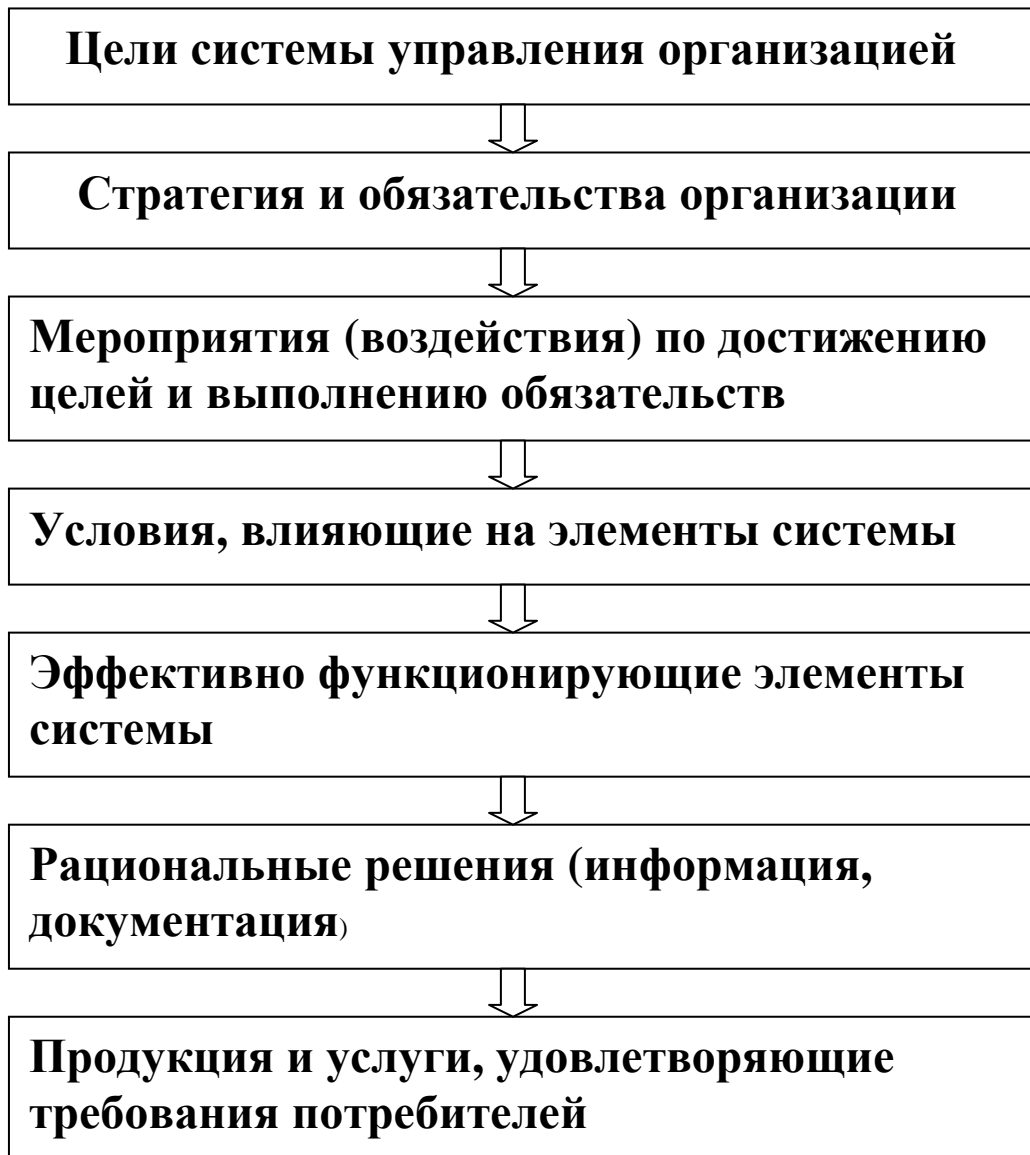 Цели системы управления организацией
Стратегия и обязательства организации
Мероприятия (воздействия) по достижению
целей и выполнению обязательств
Условия, влияющие на элементы системы
Эффективно функционирующие элементы
системы
Рациональные решения (информация,
документация)
Продукция и услуги, удовлетворяющие
требования потребителей